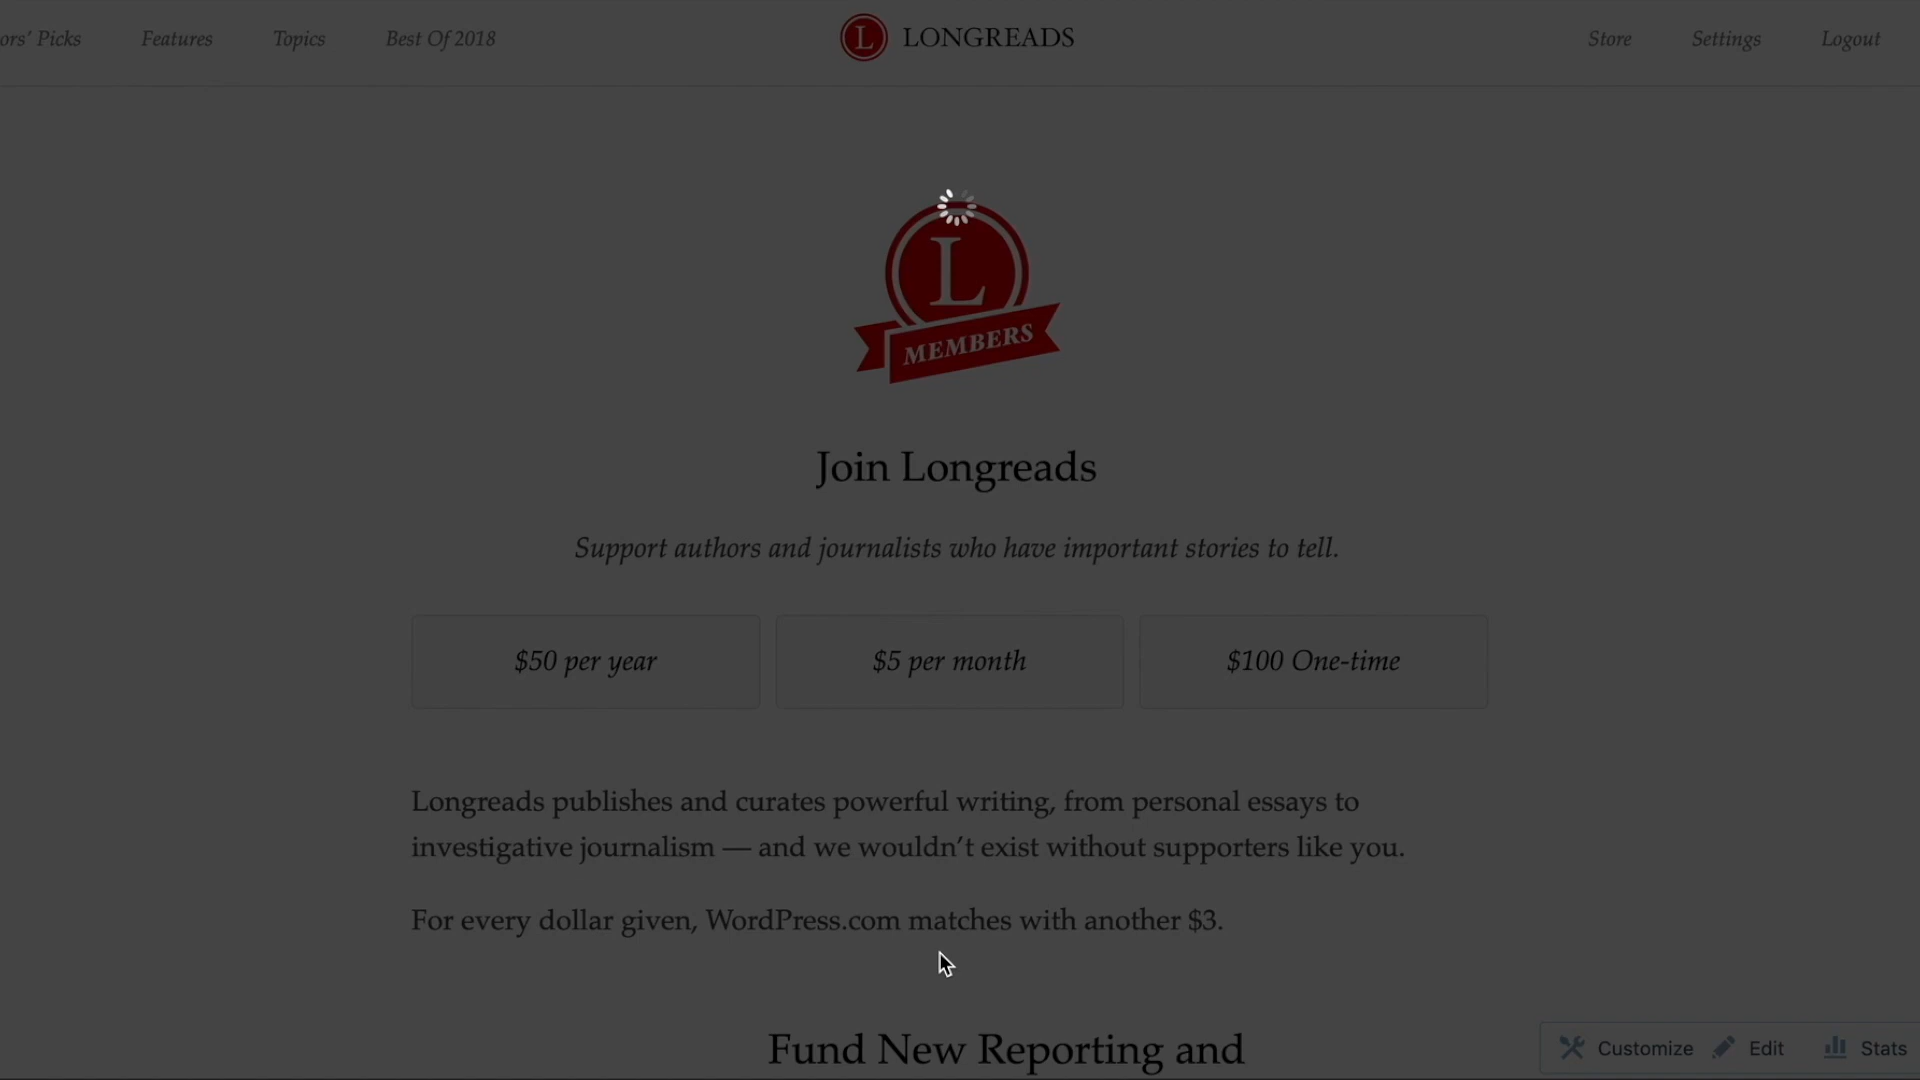 ors' Picks
Features
Topics
Best Of 2018
L LONGREADS
Store
Settings
Logout
L
MEMBERS
Join Longreads
Support authors and journalists who have important stories to tell.
$50 per year
$5 per month
$100 One-time
Longreads publishes and curates powerful writing, from personal essays to
investigative journalism — and we wouldn’t exist without supporters like you.
For every dollar given, WordPress.com matches with another $3.
Fund New Reporting and
Customize
Edit
Stats